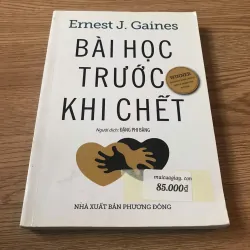 Ernest J. Gaines
BÀI HỌC
TRƯỚC
KHI CHẾT
WINNER
Người dịch: ĐẶNG PHI BẰNG
85.000đ
NHÀ XUẤT BẢN PHƯƠNG ĐÔNG